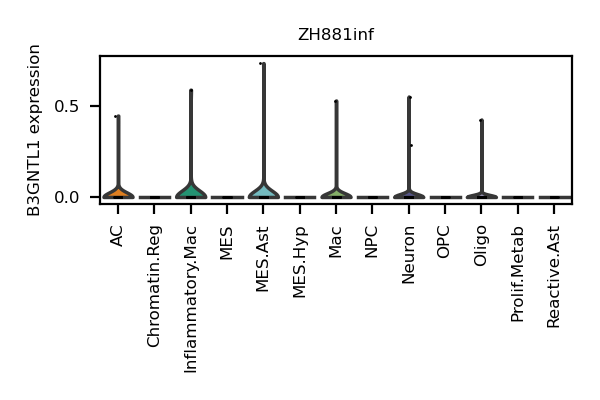 ZH881inf
B3GNTL1 expression
0.5
0.0
AC
Chromatin.Reg
Inflammatory.Mac
MES
MES.Ast
MES.Hyp
Mac
NPC
Neuron
OPC
Oligo
Prolif.Metab
Reactive.Ast